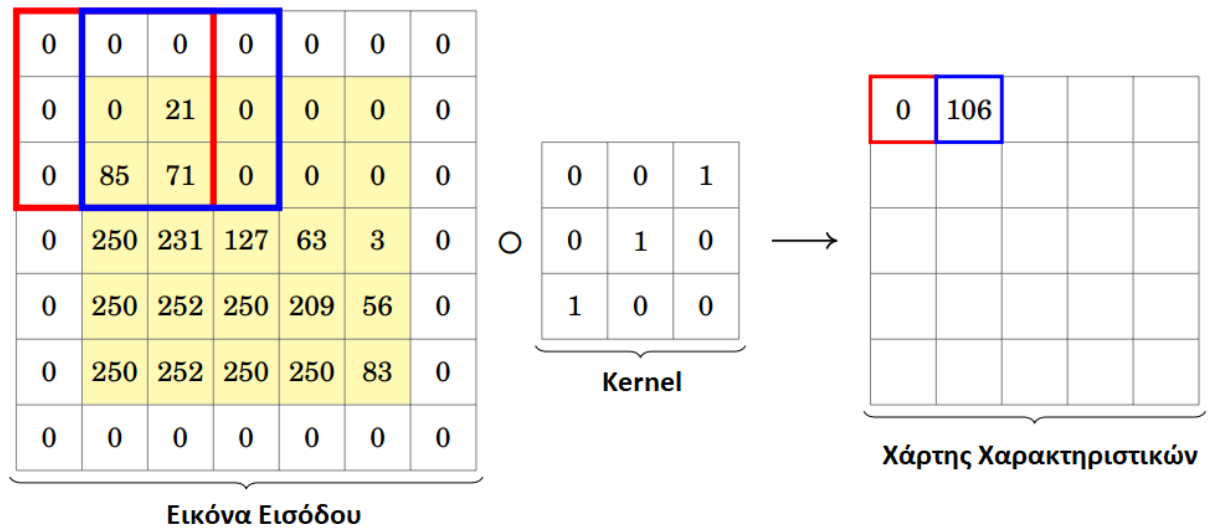 0 0 0 0 0 0 0
0 0 21 0 0 0 0
0 85 71 0 0 0 0
0 250 231 127 63 3 0
0 250 252 250 209 56 0
0 250 252 250 250 83 0
0 0 0 0 0 0 0
Εικόνα Εισόδου
0 0 1
0 1 0
1 0 0
Kernel
0 106
Χάρτης Χαρακτηριστικών